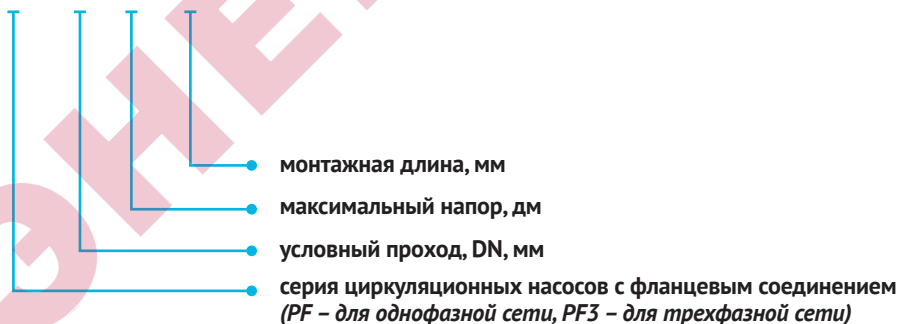 монтажная длина, мм
максимальный напор, дм
условный проход, DN, мм
серия циркуляционных насосов с фланцевым соединением
(PF – для однофазной сети, PF3 – для трехфазной сети)